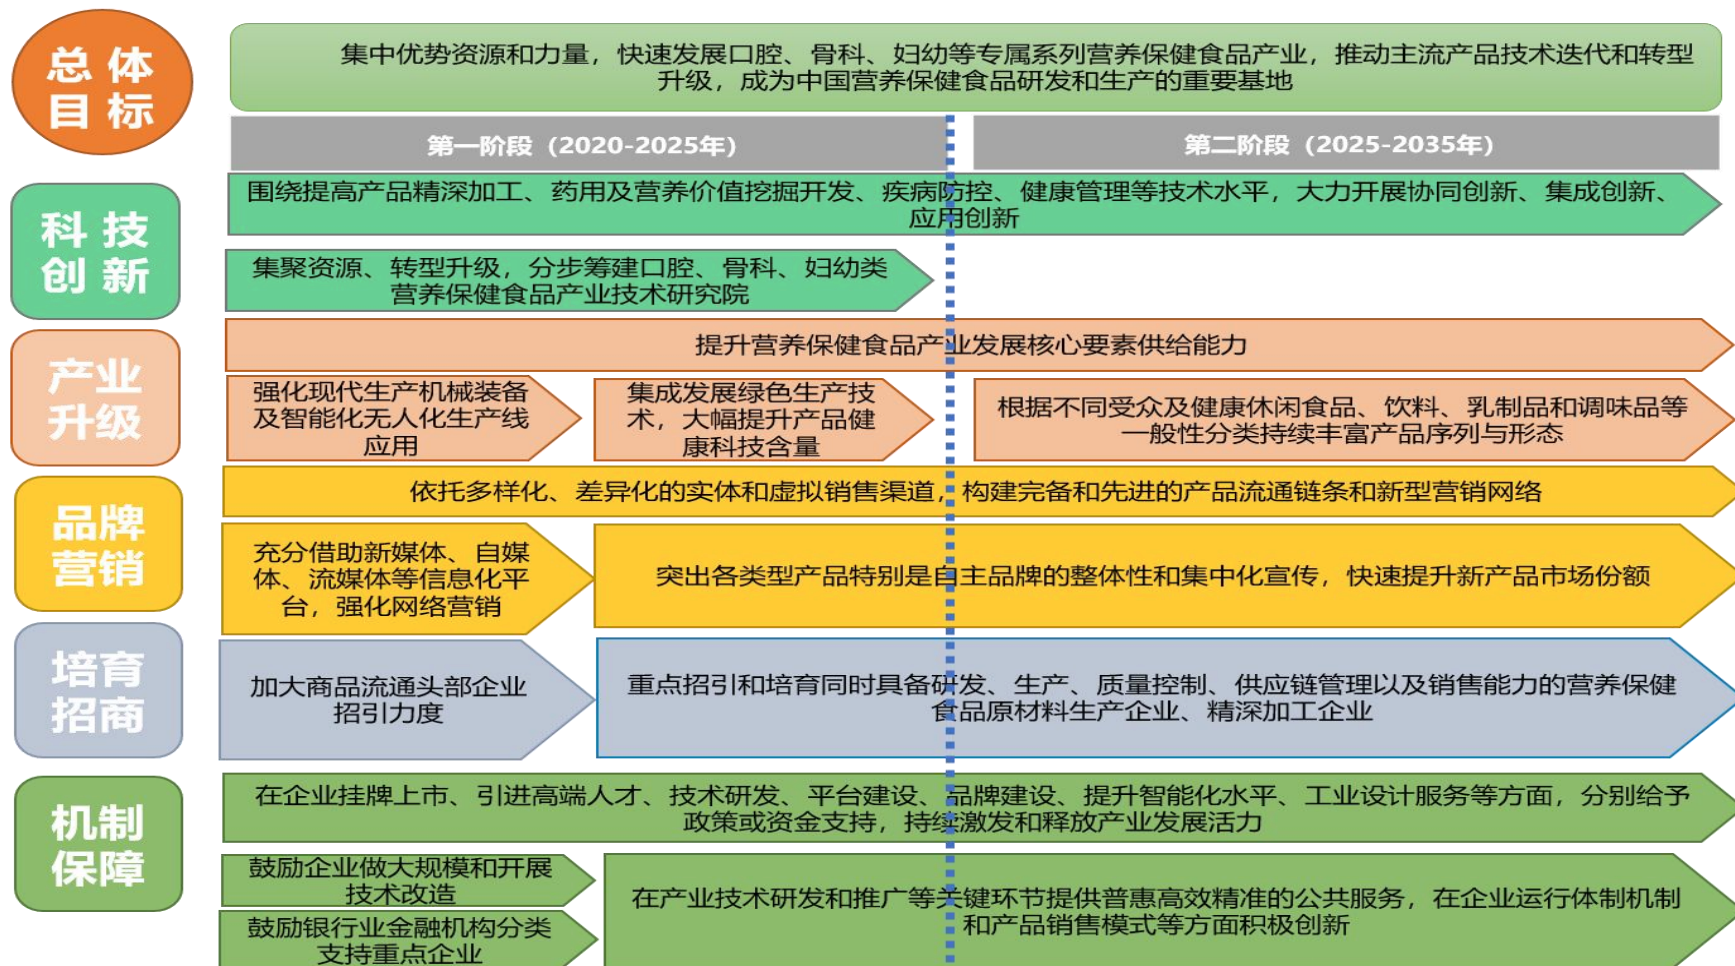 总 体
目 标
集中优势资源和力量，快速发展口腔、骨科、妇幼等专属系列营养保健食品产业，推动主流产品技术迭代和转型
升级，成为中国营养保健食品研发和生产的重要基地
第一阶段（2020-2025年）
第二阶段（2025-2035年）
科 技
创 新
围绕提高产品精深加工、药用及营养价值挖掘开发、疾病防控、健康管理等技术水平，大力开展协同创新、集成创新、
应用创新
集聚资源、转型升级，分步筹建口腔、骨科、妇幼类
营养保健食品产业技术研究院
产业
升级
提升营养保健食品产业发展核心要素供给能力
强化现代生产机械装备
及智能化无人化生产线
应用
集成发展绿色生产技
术，大幅提升产品健
康科技含量
根据不同受众及健康休闲食品、饮料、乳制品和调味品等
一般性分类持续丰富产品序列与形态
品牌
营销
依托多样化、差异化的实体和虚拟销售渠道，构建完备和先进的产品流通链条和新型营销网络
充分借助新媒体、自媒
体、流媒体等信息化平
台，强化网络营销
突出各类型产品特别是自主品牌的整体性和集中化宣传，快速提升新产品市场份额
培育
招商
加大商品流通头部企业
招引力度
重点招引和培育同时具备研发、生产、质量控制、供应链管理以及销售能力的营养保健
食品原材料生产企业、精深加工企业
机制
保障
在企业挂牌上市、引进高端人才、技术研发、平台建设、品牌建设、提升智能化水平、工业设计服务等方面，分别给予
政策或资金支持，持续激发和释放产业发展活力
鼓励企业做大规模和开展
技术改造
鼓励银行业金融机构分类
支持重点企业
在产业技术研发和推广等关键环节提供普惠高效精准的公共服务，在企业运行体制机制
和产品销售模式等方面积极创新